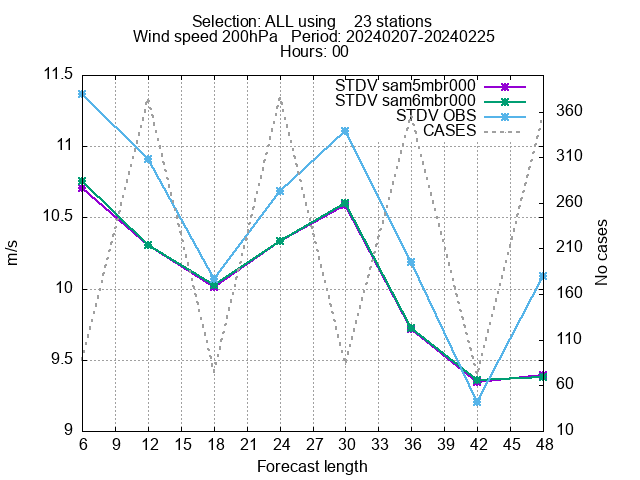 Selection: ALL using    23 stations
Wind speed 200hPa   Period: 20240207-20240225
Hours: 00
STDV sam5mbr000
STDV sam6mbr000
STDV OBS
CASES
11.5
11
10.5
10
9.5
9
m/s
360
310
260
210
160
110
60
10
No cases
6 9 12 15 18 21 24 27 30 33 36 39 42 45 48
Forecast length